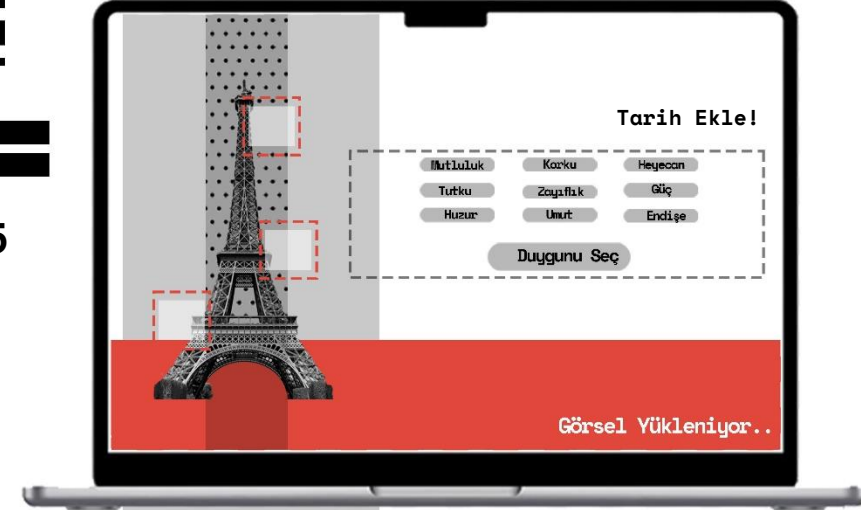 Tarih Ekle!
Mutluluk Korku Heyecan
Tutku Zayıflık Güç
Huzur Umut Endişe
Duygunu Seç
Görsel Yükleniyor..